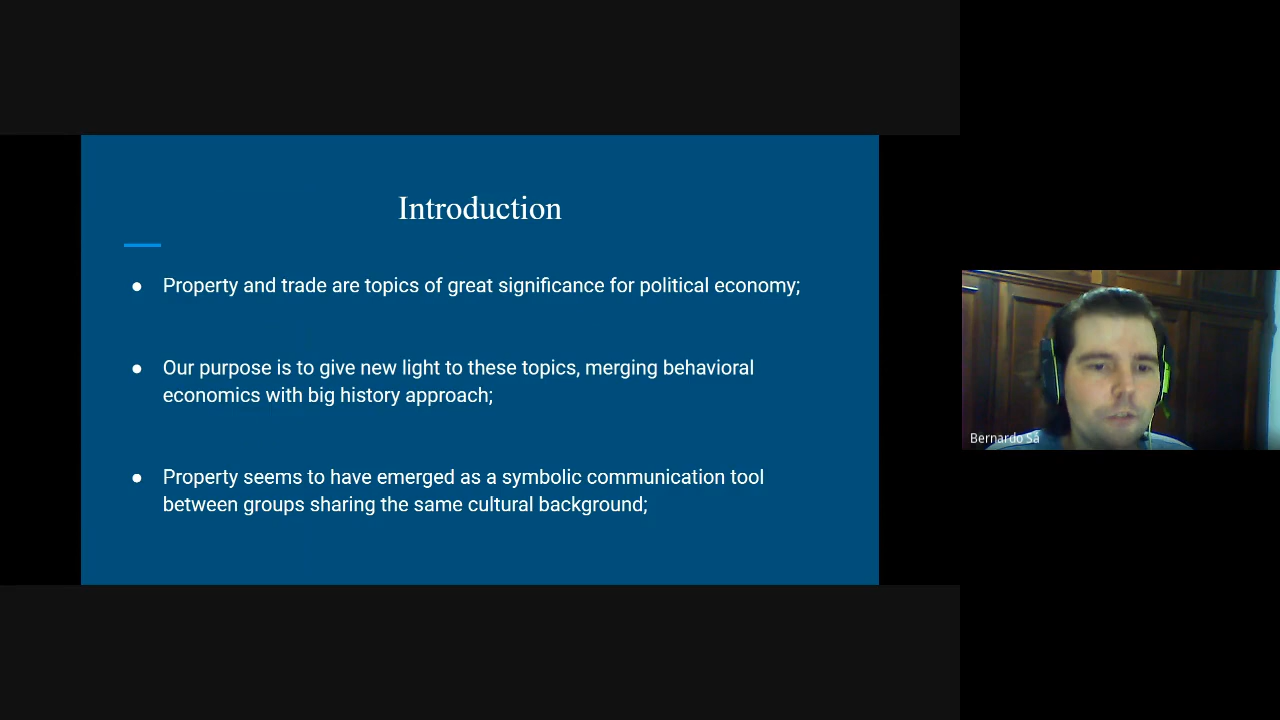 Introduction
● Property and trade are topics of great significance for political economy;
● Our purpose is to give new light to these topics, merging behavioral
economics with big history approach;
● Property seems to have emerged as a symbolic communication tool
between groups sharing the same cultural background;
Bernardo Sá